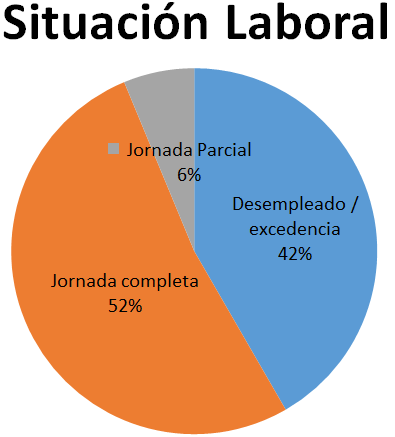 Situación Laboral
Jornada Parcial
6%
Desempleado /
excedencia
42%
Jornada completa
52%